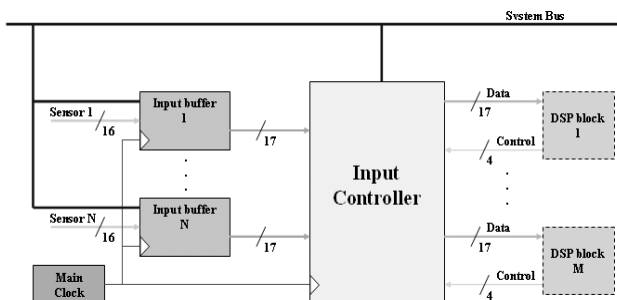 System Bus
Sensor 1
16
Input buffer
1
17
Input
Controller
Data
17
DSP block
1
Control
4
Sensor N
16
Input buffer
N
17
Data
17
DSP block
M
Control
4
Main
Clock